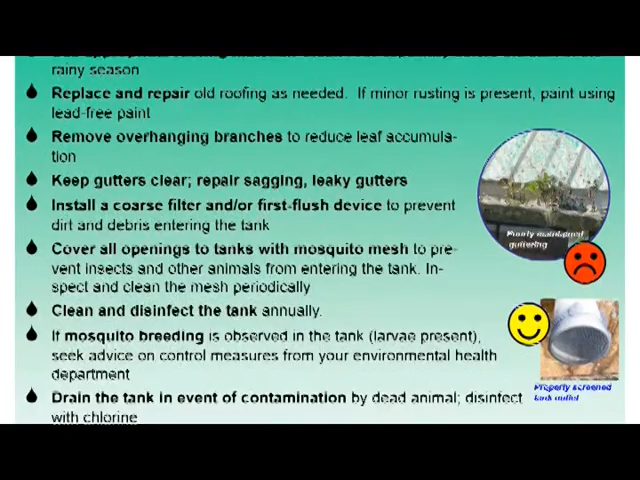 rainy season
Replace and repair old roofing as needed. If minor rusting is present, paint using
lead-free paint
Remove overhanging branches to reduce leaf accumula-
tion
Keep gutters clear; repair sagging, leaky gutters
Install a coarse filter and/or first-flush device to prevent
dirt and debris entering the tank
Cover all openings to tanks with mosquito mesh to pre-
vent insects and other animals from entering the tank. In-
spect and clean the mesh periodically
Clean and disinfect the tank annually.
If mosquito breeding is observed in the tank (larvae present),
seek advice on control measures from your environmental health
department
Drain the tank in event of contamination by dead animal; disinfect
with chlorine
Poorly maintained
guttering
Properly screened
tank outlet